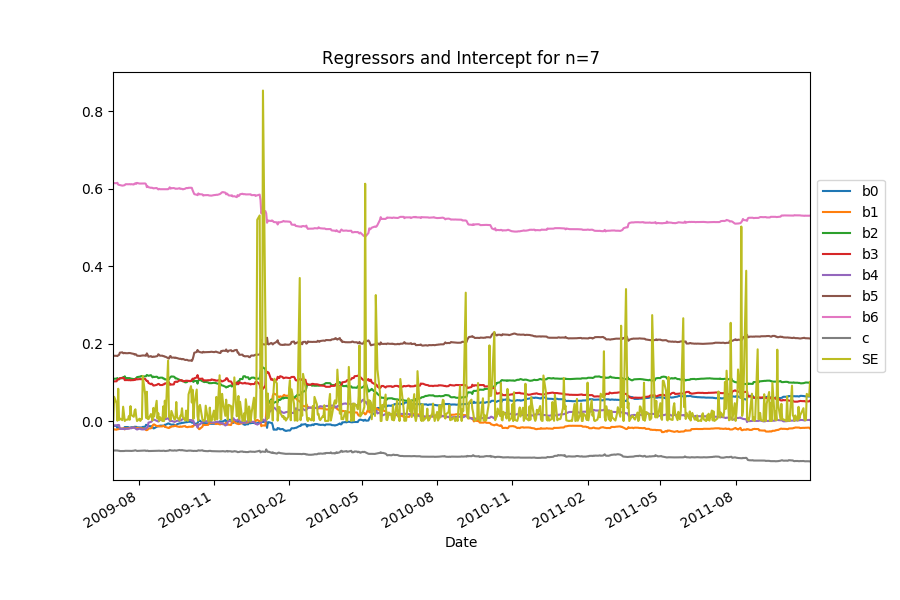 Regressors and Intercept for n=7
0.8
0.6
0.4
0.2
0.0
2009-08
2009-11
2010-02
2010-05
2010-08
2010-11
2011-02
2011-05
2011-08
Date
b0
b1
b2
b3
b4
b5
b6
c
SE